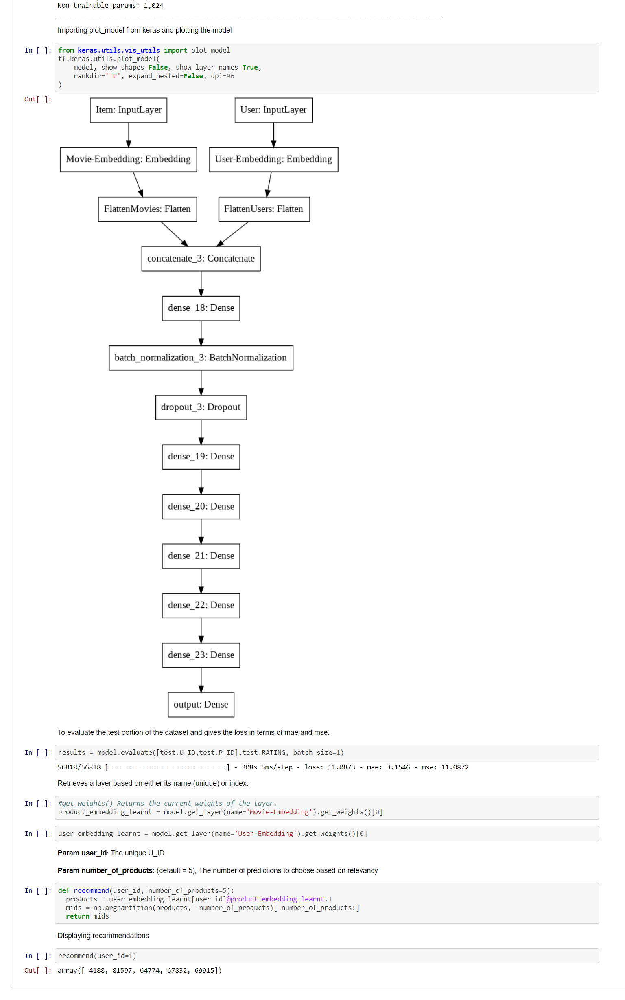 Non-trainable params: 1,024
Importing plot_model from keras and plotting the model
In [ ]: from keras.utils.vis_utils import plot_model
tf.keras.utils.plot_model(
    model, show_shapes=False, show_layer_names=True,
    rankdir='TB', expand_nested=False, dpi=96
)
Out[ ]:
Item: InputLayer User: InputLayer
Movie-Embedding: Embedding User-Embedding: Embedding
FlattenMovies: Flatten FlattenUsers: Flatten
concatenate_3: Concatenate
dense_18: Dense
batch_normalization_3: BatchNormalization
dropout_3: Dropout
dense_19: Dense
dense_20: Dense
dense_21: Dense
dense_22: Dense
dense_23: Dense
output: Dense
To evaluate the test portion of the dataset and gives the loss in terms of mae and mse.
In [ ]: results = model.evaluate([test.U_ID,test.P_ID],test.RATING, batch_size=1)
56818/56818 [==============================] - 308s 5ms/step - loss: 11.0873 - mae: 3.1546 - mse: 11.0872
Retrieves a layer based on either its name (unique) or index.
In [ ]: #get_weights() Returns the current weights of the layer.
product_embedding_learnt = model.get_layer(name='Movie-Embedding').get_weights()[0]
In [ ]: user_embedding_learnt = model.get_layer(name='User-Embedding').get_weights()[0]
Param user_id: The unique U_ID
Param number_of_products: (default = 5), The number of predictions to choose based on relevancy
In [ ]: def recommend(user_id, number_of_products=5):
  products = user_embedding_learnt[user_id]@product_embedding_learnt.T
  mids = np.argpartition(products, -number_of_products)[-number_of_products:]
  return mids
Displaying recommendations
In [ ]: recommend(user_id=1)
Out[ ]: array([ 4188, 81597, 64774, 67832, 69915])